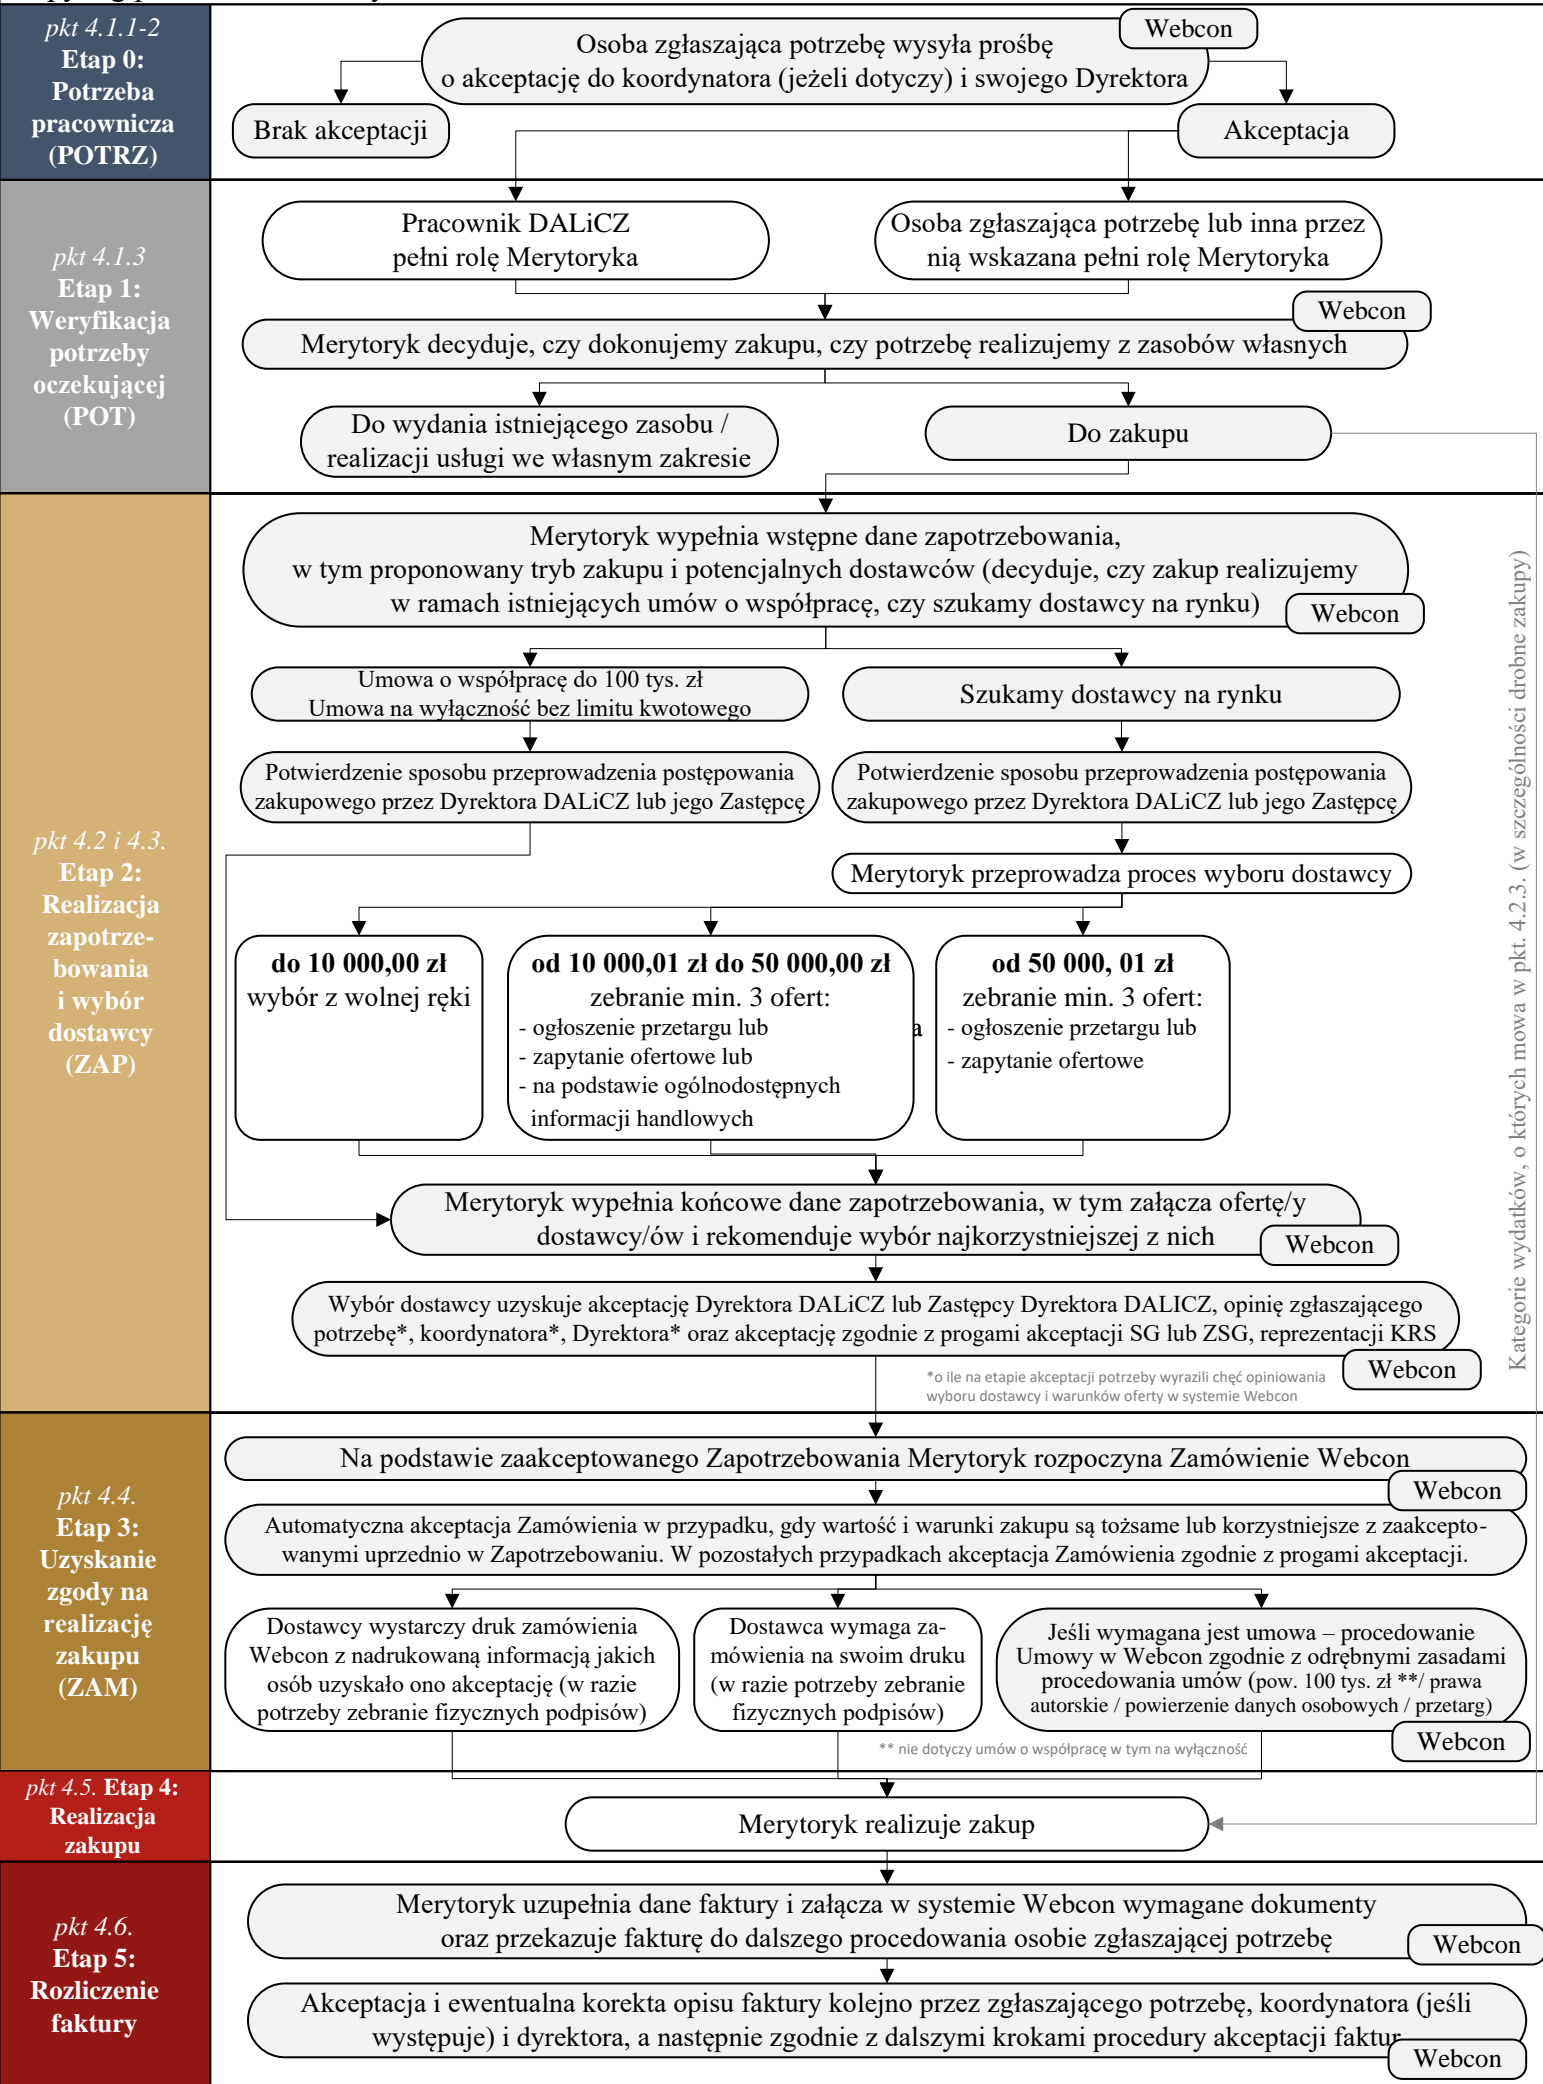 pkt 4.1.1-2
Etap 0:
Potrzeba
pracownicza
(POTRZ)
Webcon
Osoba zgłaszająca potrzebę wysyła prośbę
o akceptację do koordynatora (jeżeli dotyczy) i swojego Dyrektora
Brak akceptacji
Akceptacja
pkt 4.1.3
Etap 1:
Weryfikacja
potrzeby
oczekującej
(POT)
Pracownik DALiCZ
pełni rolę Merytoryka
Osoba zgłaszająca potrzebę lub inna przez
nią wskazana pełni rolę Merytoryka
Webcon
Merytoryk decyduje, czy dokonujemy zakupu, czy potrzebę realizujemy z zasobów własnych
Do wydania istniejącego zasobu /
realizacji usługi we własnym zakresie
Do zakupu
pkt 4.2 i 4.3.
Etap 2:
Realizacja
zapotrze-
bowania
i wybór
dostawcy
(ZAP)
Merytoryk wypełnia wstępne dane zapotrzebowania,
w tym proponowany tryb zakupu i potencjalnych dostawców (decyduje, czy zakup realizujemy
w ramach istniejących umów o współpracę, czy szukamy dostawcy na rynku)
Webcon
Umowa o współpracę do 100 tys. zł
Umowa na wyłączność bez limitu kwotowego
Szukamy dostawcy na rynku
Potwierdzenie sposobu przeprowadzenia postępowania
zakupowego przez Dyrektora DALiCZ lub jego Zastępcę
Potwierdzenie sposobu przeprowadzenia postępowania
zakupowego przez Dyrektora DALiCZ lub jego Zastępcę
Merytoryk przeprowadza proces wyboru dostawcy
do 10 000,00 zł
wybór z wolnej ręki
od 10 000,01 zł do 50 000,00 zł
zebranie min. 3 ofert:
- ogłoszenie przetargu lub
- zapytanie ofertowe lub
- na podstawie ogólnodostępnych
informacji handlowych
a
od 50 000, 01 zł
zebranie min. 3 ofert:
- ogłoszenie przetargu lub
- zapytanie ofertowe
Merytoryk wypełnia końcowe dane zapotrzebowania, w tym załącza ofertę/y
dostawcy/ów i rekomenduje wybór najkorzystniejszej z nich
Webcon
Wybór dostawcy uzyskuje akceptację Dyrektora DALiCZ lub Zastępcy Dyrektora DALICZ, opinię zgłaszającego
potrzebę*, koordynatora*, Dyrektora* oraz akceptację zgodnie z progami akceptacji SG lub ZSG, reprezentacji KRS
Webcon
*o ile na etapie akceptacji potrzeby wyrazili chęć opiniowania
wyboru dostawcy i warunków oferty w systemie Webcon
Kategorie wydatków, o których mowa w pkt. 4.2.3. (w szczególności drobne zakupy)
pkt 4.4.
Etap 3:
Uzyskanie
zgody na
realizację
zakupu
(ZAM)
Na podstawie zaakceptowanego Zapotrzebowania Merytoryk rozpoczyna Zamówienie Webcon
Webcon
Automatyczna akceptacja Zamówienia w przypadku, gdy wartość i warunki zakupu są tożsame lub korzystniejsze z zaakcepto-
wanymi uprzednio w Zapotrzebowaniu. W pozostałych przypadkach akceptacja Zamówienia zgodnie z progami akceptacji.
Dostawcy wystarczy druk zamówienia
Webcon z nadrukowaną informacją jakich
osób uzyskało ono akceptację (w razie
potrzeby zebranie fizycznych podpisów)
Dostawca wymaga za-
mówienia na swoim druku
(w razie potrzeby zebranie
fizycznych podpisów)
Jeśli wymagana jest umowa – procedowanie
Umowy w Webcon zgodnie z odrębnymi zasadami
procedowania umów (pow. 100 tys. zł **/ prawa
autorskie / powierzenie danych osobowych / przetarg)
Webcon
** nie dotyczy umów o współpracę w tym na wyłączność
pkt 4.5. Etap 4:
Realizacja
zakupu
Merytoryk realizuje zakup
pkt 4.6.
Etap 5:
Rozliczenie
faktury
Merytoryk uzupełnia dane faktury i załącza w systemie Webcon wymagane dokumenty
oraz przekazuje fakturę do dalszego procedowania osobie zgłaszającej potrzebę
Webcon
Akceptacja i ewentualna korekta opisu faktury kolejno przez zgłaszającego potrzebę, koordynatora (jeśli
występuje) i dyrektora, a następnie zgodnie z dalszymi krokami procedury akceptacji faktur
Webcon